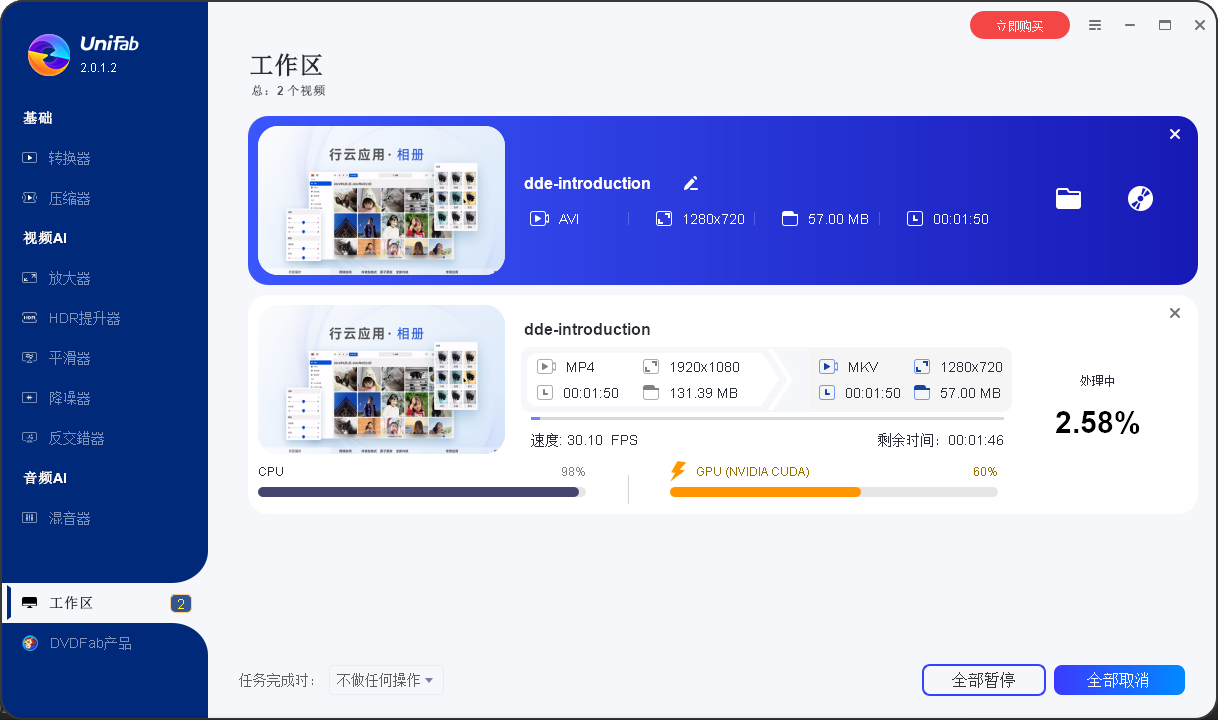 UniFab
2.0.1.2
立即购买
基础
转换器
压缩器
视频AI
放大器
HDR提升器
平滑器
降噪器
反交錯器
音频AI
混音器
工作区
2
DVDFab产品
工作区
总：2 个视频
行云应用·相册
dde-introduction
AVI
1280x720
57.00 MB
00:01:50
行云应用·相册
dde-introduction
MP4 1920x1080 MKV 1280x720
00:01:50 131.39 MB 00:01:50 57.00 MB
处理中
2.58%
速度: 30.10 FPS
剩余时间： 00:01:46
CPU 98%
GPU (NVIDIA CUDA) 60%
任务完成时：
不做任何操作
全部暂停
全部取消